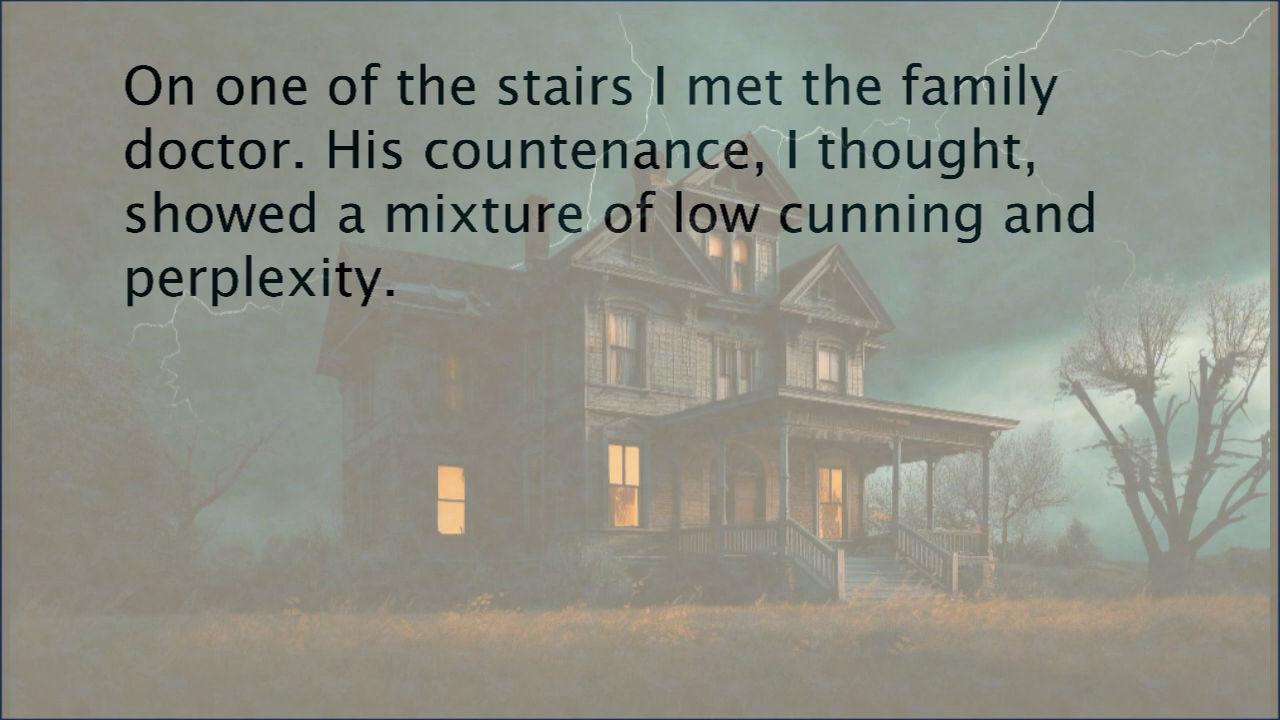 On one of the stairs I met the family
doctor. His countenance, I thought,
showed a mixture of low cunning and
perplexity.